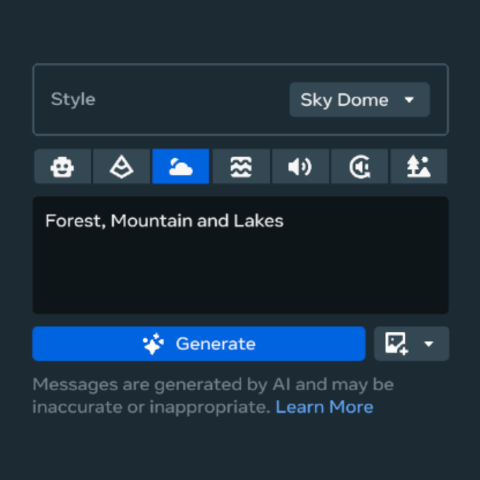 Style
Sky Dome
Forest, Mountain and Lakes
Generate
Messages are generated by AI and may be
inaccurate or inappropriate. Learn More